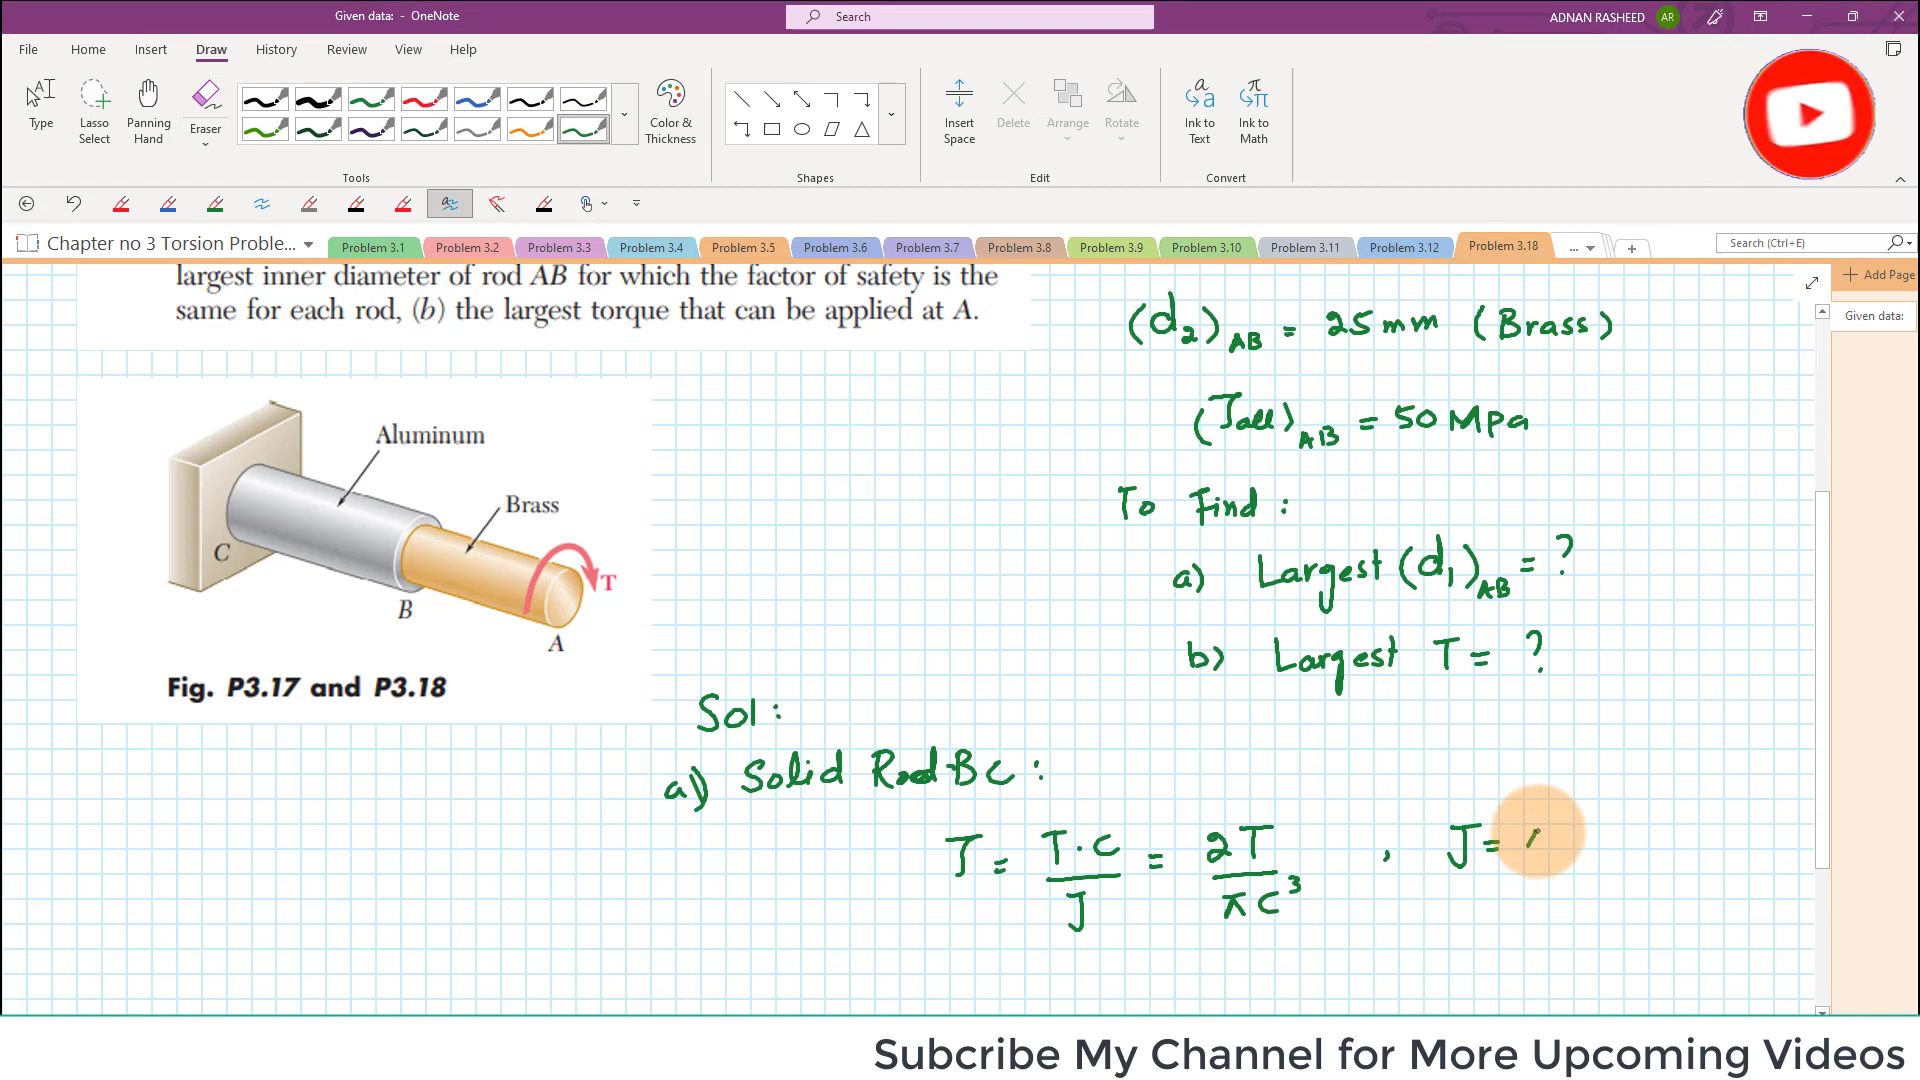 Given data: - OneNote
Search
ADNAN RASHEED AR
File Home Insert Draw History Review View Help
Type
Lasso Select
Panning Hand
Eraser
Color & Thickness
Insert Space
Delete
Arrange
Rotate
Ink to Text
Ink to Math
Tools Shapes Edit Convert
Chapter no 3 Torsion Proble...
Problem 3.1 Problem 3.2 Problem 3.3 Problem 3.4 Problem 3.5 Problem 3.6 Problem 3.7 Problem 3.8 Problem 3.9 Problem 3.10 Problem 3.11 Problem 3.12 Problem 3.18 ...
Search (Ctrl+E)
Add Page
Given data:
largest inner diameter of rod AB for which the factor of safety is the
same for each rod, (b) the largest torque that can be applied at A.
Aluminum
Brass
C
B
A
T
Fig. P3.17 and P3.18
(d₂)AB = 25 mm (Brass)
(τall)AB = 50 MPa
To Find :
a) Largest (d₁)AB = ?
b) Largest T = ?
Sol :
a) Solid Rod BC :
τ = T·C / J = 2T / πC³ , J =
Subcribe My Channel for More Upcoming Videos